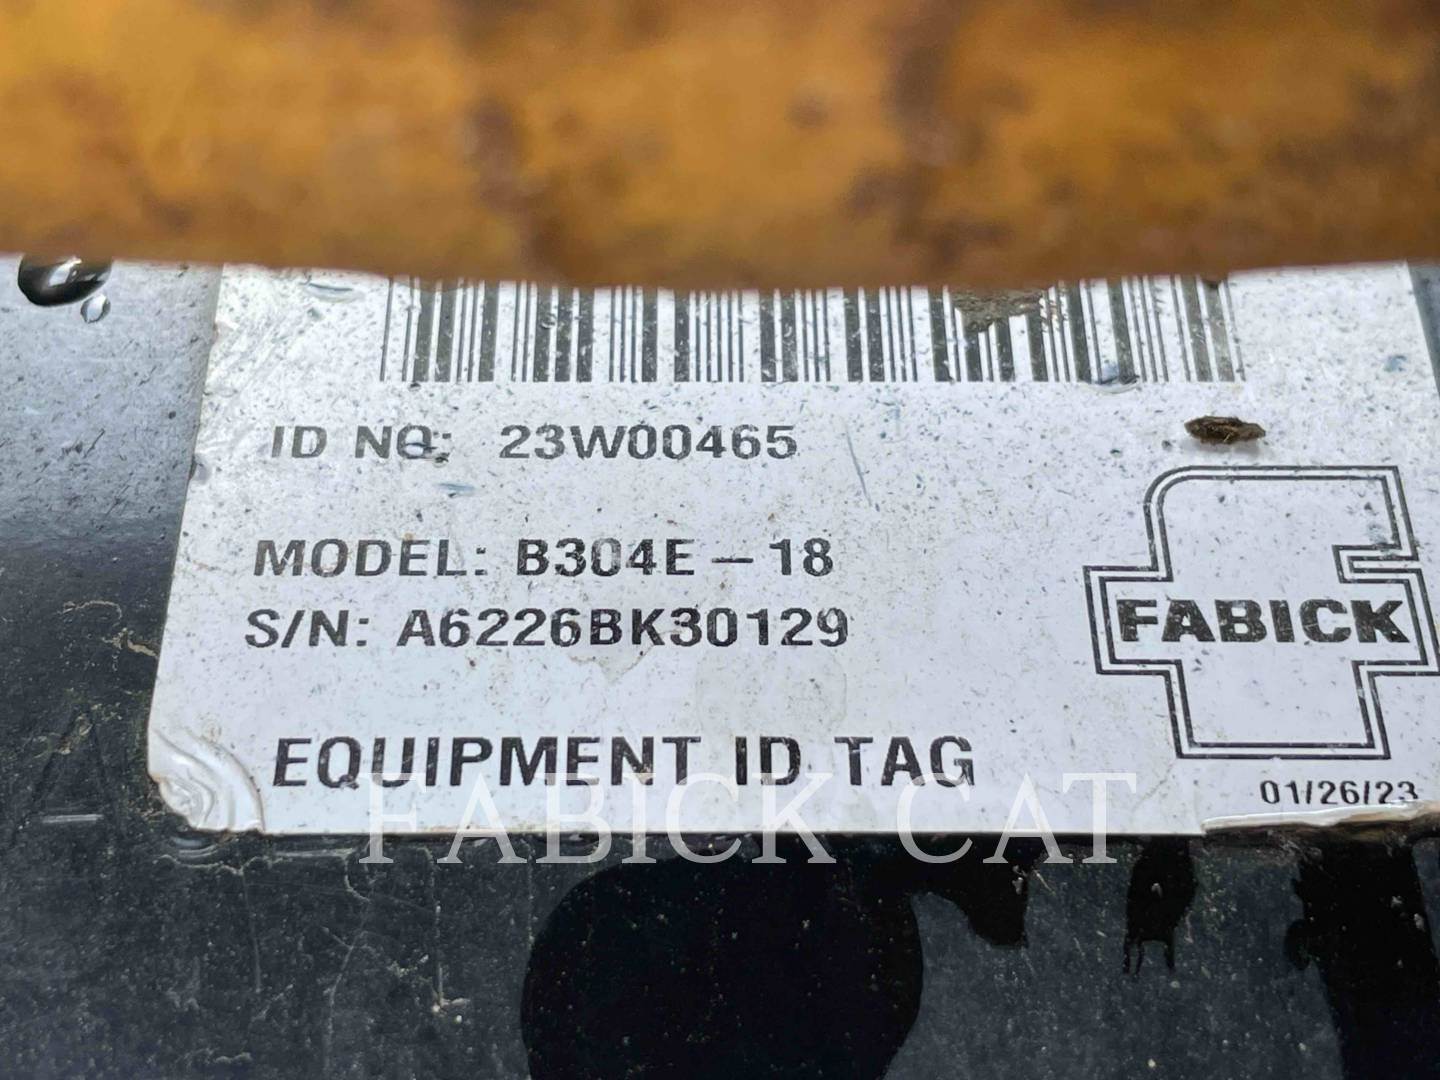 ID NO: 23W00465
MODEL: B304E-18
S/N: A6226BK30129
FABICK
EQUIPMENT ID TAG
01/26/23
FABICK CAT